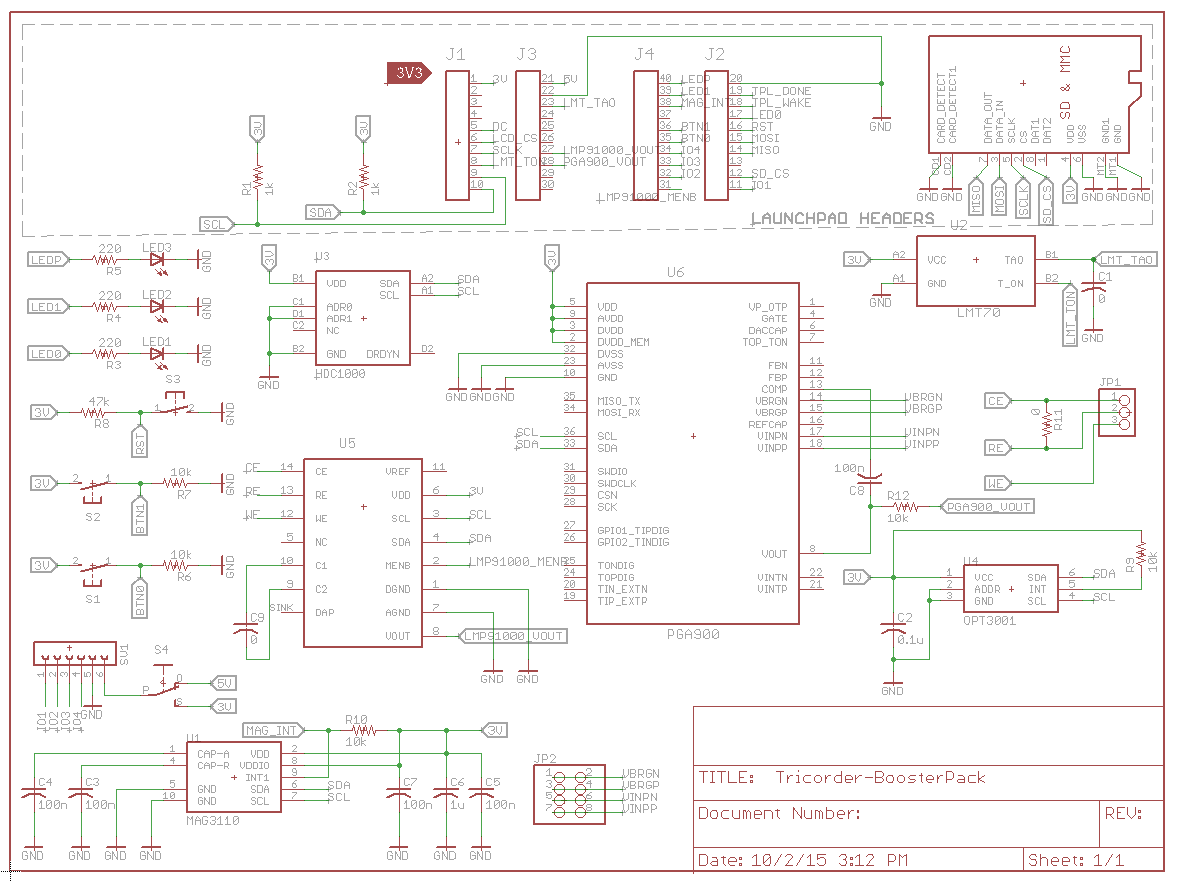 J1
J3
J4
J2
3V3
1 3V
2
3
4
5 DC
6 LCD_CS
7 SCLK
8 LMT_TON
9
10
21 5V
22
23 LMT_TAO
24
25
26
27 LMP91000_VOUT
28 PGA900_VOUT
29
30
40 LEDP
39 LED1
38 MAG_INT
37
36 BTN1
35 BTN0
34 IO4
33 IO3
32 IO2
31
LMP91000_MENB
20
19 TPL_DONE
18 TPL_WAKE
17 LED0
16 RST
15 MOSI
14 MISO
13
12 SD_CS
11 IO1
GND
SD & MMC
CARD_DETECT
CARD_DETECT1
DATA_OUT
DATA_IN
SCLK
CS
DAT1
DAT2
VDD
VSS
GND1
GND
CD1
CD2
7
3
5
2
8
1
4
6
MT2
MT1
GND GND
MISO
MOSI
SCLK
SD_CS
3V
GND GND GND
3V
3V
R1
1k
R2
1k
SDA
SCL
LAUNCHPAD HEADERS
LEDP
220
R5
LED3
GND
LED1
220
R4
LED2
GND
LED0
220
R3
LED1
GND
3V
47k
R8
S3
1
2
GND
RST
3V
2
1
S2
10k
R7
GND
BTN1
3V
2
1
S1
10k
R6
GND
BTN0
3V
U3
B1 VDD
C1 ADR0
D1 ADR1
C2 NC
B2 GND
SDA A2 SDA
SCL A1 SCL
DRDYN D2
HDC1000
GND
3V
U6
5 VDD
9 AVDD
3 DVDD
2 DVDD_MEM
32 DVSS
23 AVSS
10 GND
35 MISO_TX
34 MOSI_RX
SCL 36 SCL
SDA 33 SDA
31 SWDIO
30 SWDCLK
29 CSN
28 SCK
27 GPIO1_TIPDIG
26 GPIO2_TINDIG
25 TONDIG
24 TOPDIG
20 TIN_EXTN
19 TIP_EXTP
VP_OTP 1
GATE 4
DACCAP 6
TOP_TON 7
FBN 11
FBP 12
COMP 13
VBRGN 14 VBRGN
VBRGP 15 VBRGP
REFCAP 16
VINPN 17 VINPN
VINPP 18 VINPP
VOUT 8
VINTN 22
VINTP 21
PGA900
GND GND GND
100n
C8
R12
10k
PGA900_VOUT
U2
3V
A2 VCC
A1 GND
TAO B1
T_ON B2
LMT70
GND
LMT_TAO
LMT_TON
C1
0
GND
CE
RE
WE
0
R11
JP1
1
2
3
U5
CE 14 CE
RE 13 RE
WE 12 WE
5 NC
10 C1
9 C2
SINK DAP
VREF 11
VDD 6 3V
SCL 3 SCL
SDA 4 SDA
MENB 2 LMP91000_MENB
DGND 1
AGND 7
VOUT 8 LMP91000_VOUT
C9
0
GND GND
3V
U4
1 VCC
2 ADDR
3 GND
SDA 6 SDA
INT 5
SCL 4 SCL
OPT3001
R9
10k
C2
0.1u
GND
SV1
1
2
3
4
5
6
IO1
IO2
IO3
IO4
GND
S4
P
O
S
5V
3V
MAG_INT
R10
10k
3V
U1
1 CAP-A
4 CAP-R
5 GND
10 GND
VDD 2
VDDIO 8
INT1 9
SDA 6 SDA
SCL 7 SCL
MAG3110
C4
100n
C3
100n
C7
100n
C6
1u
C5
100n
GND GND GND GND
GND GND GND
JP2
1 2 VBRGN
3 4 VBRGP
5 6 VINPN
7 8 VINPP
TITLE: Tricorder-BoosterPack
Document Number:
REV:
Date: 10/2/15 3:12 PM
Sheet: 1/1